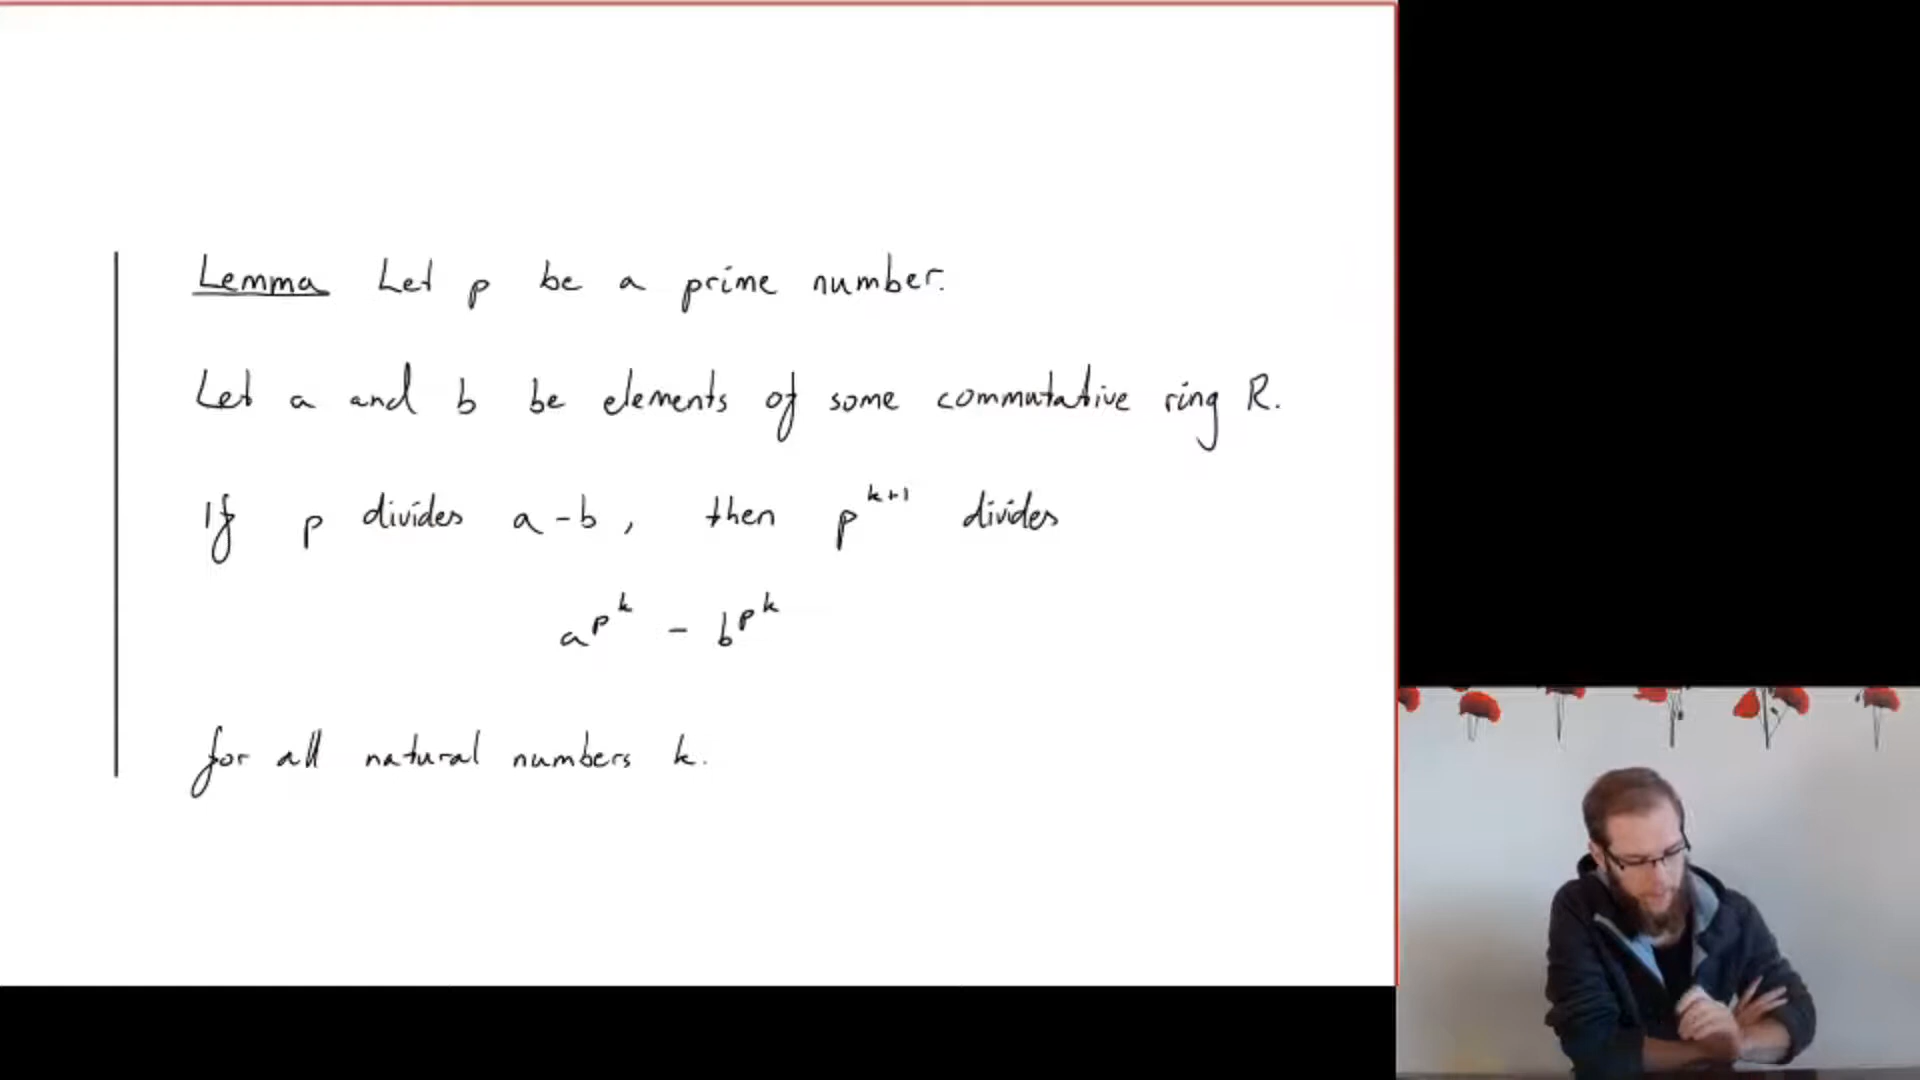 Lemma Let p be a prime number.
Let a and b be elements of some commutative ring R.
If p divides a - b, then p^{k+1} divides
a^{p^k} - b^{p^k}
for all natural numbers k.